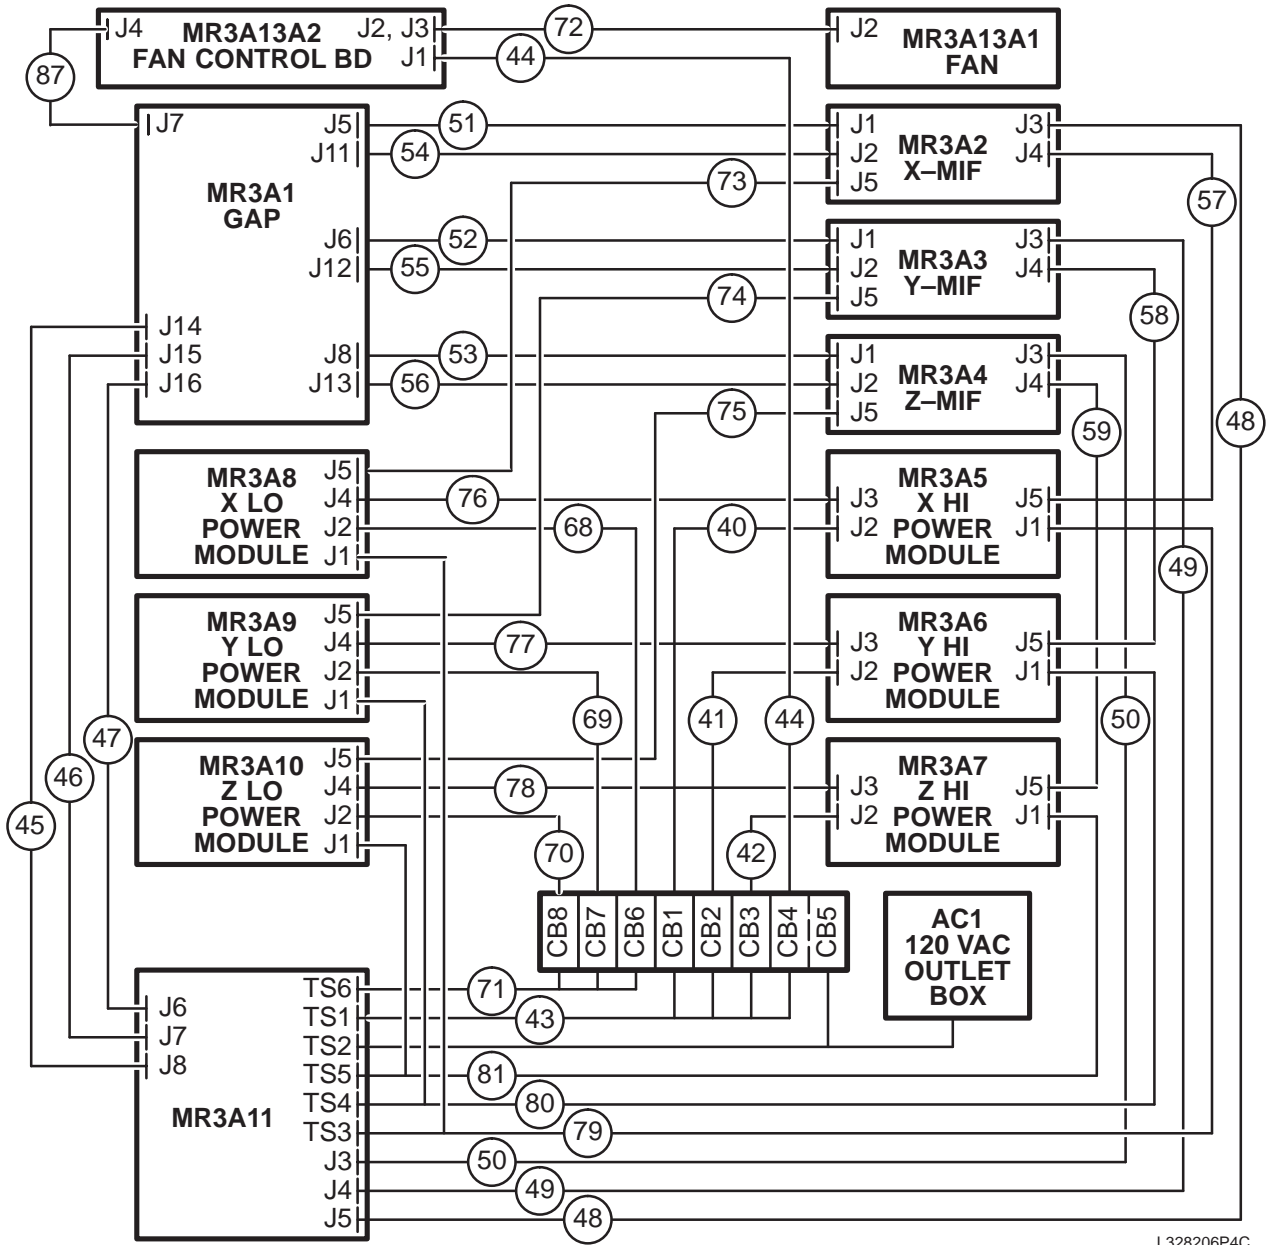 J4 MR3A13A2 J2, J3
FAN CONTROL BD J1
72
44
J2 MR3A13A1
FAN
87
J7
J5
J11
MR3A1
GAP
J6
J12
J14
J15
J16
J8
J13
51
54
73
52
55
74
53
56
75
J1 J3
J2 MR3A2 J4
J5 X–MIF
57
J1 J3
J2 MR3A3 J4
J5 Y–MIF
58
J1 J3
J2 MR3A4 J4
J5 Z–MIF
59
48
MR3A8 J5
X LO J4
POWER J2
MODULE J1
76
68
40
MR3A5
J3 X HI J5
J2 POWER J1
MODULE
49
MR3A9 J5
Y LO J4
POWER J2
MODULE J1
77
69
41
44
MR3A6
J3 Y HI J5
J2 POWER J1
MODULE
50
47
46
45
MR3A10 J5
Z LO J4
POWER J2
MODULE J1
78
70
42
MR3A7
J3 Z HI J5
J2 POWER J1
MODULE
CB8 CB7 CB6 CB1 CB2 CB3 CB4 CB5
AC1
120 VAC
OUTLET
BOX
J6
J7
J8
MR3A11
TS6
TS1
TS2
TS5
TS4
TS3
J3
J4
J5
71
43
81
80
79
50
49
48
L328206P4C